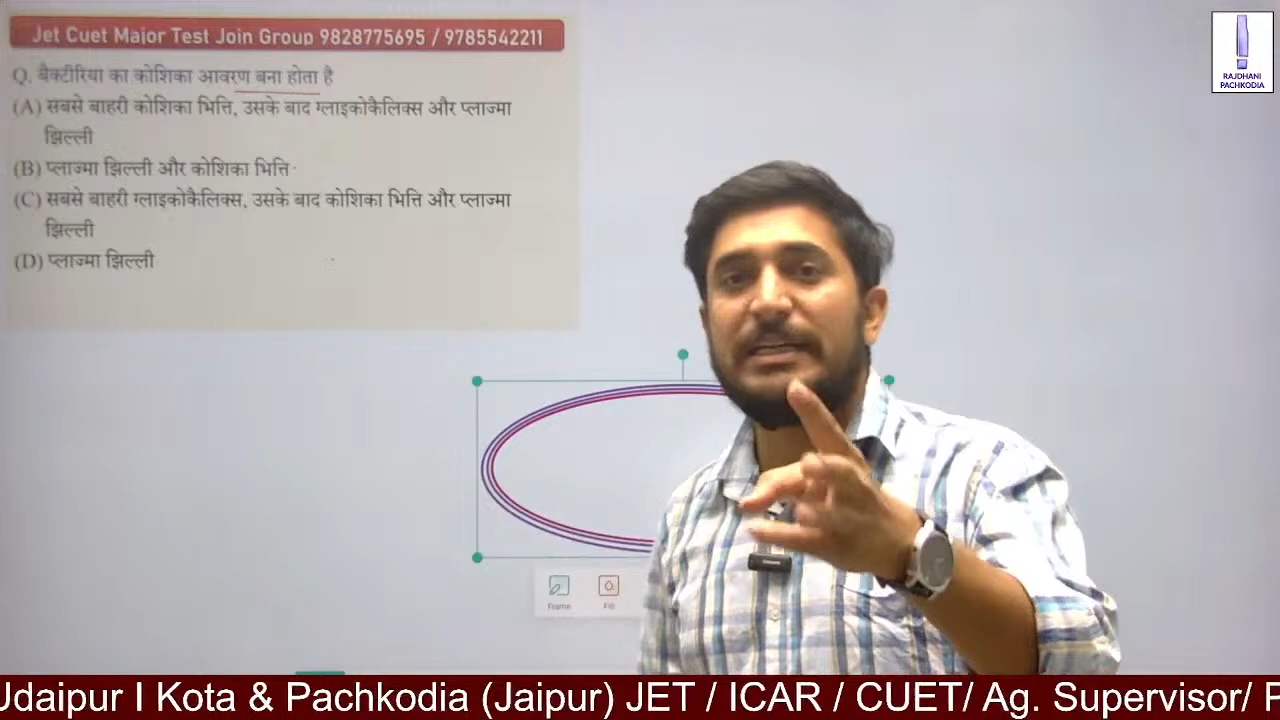 Jet Cuet Major Test Join Group 9828775695 / 9785542211
RAJDHANI
PACHKODIA
Q. बैक्टीरिया का कोशिका आवरण बना होता है
(A) सबसे बाहरी कोशिका भित्ति, उसके बाद ग्लाइकोकैलिक्स और प्लाज्मा
झिल्ली
(B) प्लाज्मा झिल्ली और कोशिका भित्ति
(C) सबसे बाहरी ग्लाइकोकैलिक्स, उसके बाद कोशिका भित्ति और प्लाज्मा
झिल्ली
(D) प्लाज्मा झिल्ली
Frame Fill
Udaipur I Kota & Pachkodia (Jaipur) JET / ICAR / CUET/ Ag. Supervisor/ P